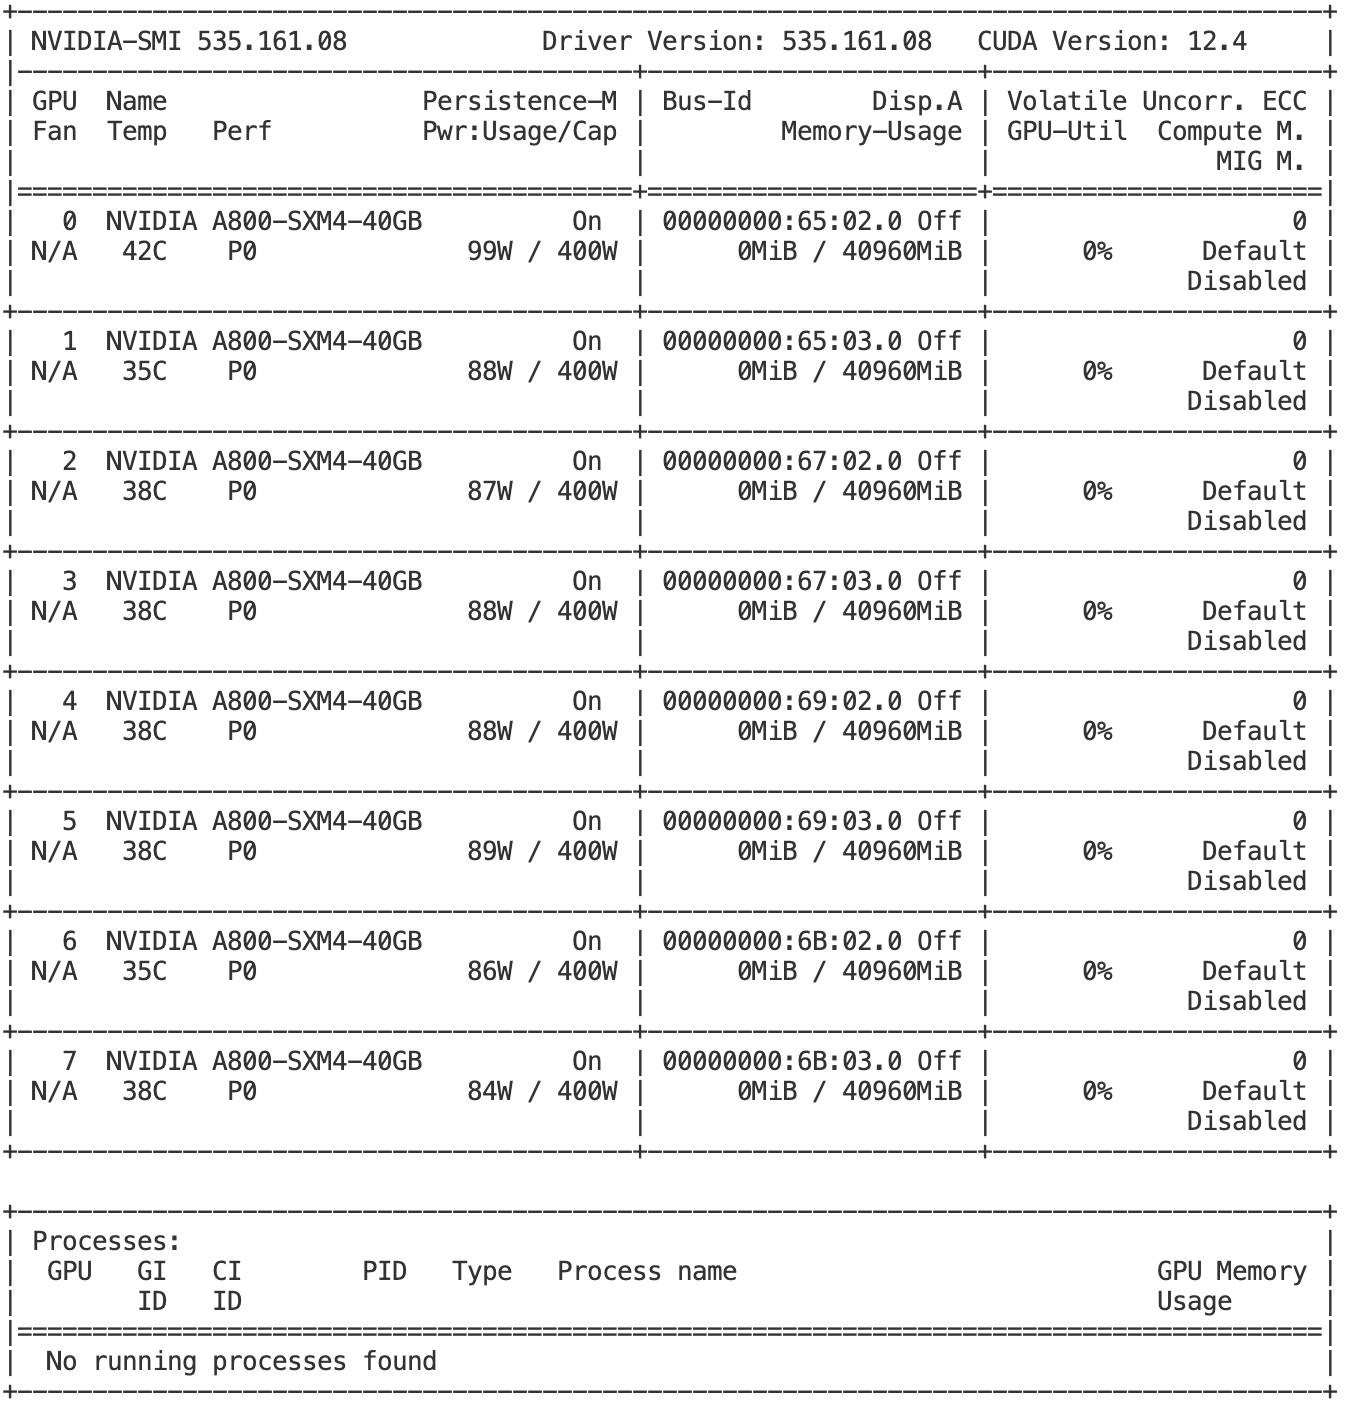 +---------------------------------------------------------------------------------------+
| NVIDIA-SMI 535.161.08             Driver Version: 535.161.08   CUDA Version: 12.4     |
|-----------------------------------------+----------------------+----------------------+
| GPU  Name                 Persistence-M | Bus-Id        Disp.A | Volatile Uncorr. ECC |
| Fan  Temp   Perf          Pwr:Usage/Cap |         Memory-Usage | GPU-Util  Compute M. |
|                                         |                      |               MIG M. |
|=========================================+======================+======================|
|   0  NVIDIA A800-SXM4-40GB          On  | 00000000:65:02.0 Off |                    0 |
| N/A   42C    P0              99W / 400W |      0MiB / 40960MiB |      0%      Default |
|                                         |                      |             Disabled |
+-----------------------------------------+----------------------+----------------------+
|   1  NVIDIA A800-SXM4-40GB          On  | 00000000:65:03.0 Off |                    0 |
| N/A   35C    P0              88W / 400W |      0MiB / 40960MiB |      0%      Default |
|                                         |                      |             Disabled |
+-----------------------------------------+----------------------+----------------------+
|   2  NVIDIA A800-SXM4-40GB          On  | 00000000:67:02.0 Off |                    0 |
| N/A   38C    P0              87W / 400W |      0MiB / 40960MiB |      0%      Default |
|                                         |                      |             Disabled |
+-----------------------------------------+----------------------+----------------------+
|   3  NVIDIA A800-SXM4-40GB          On  | 00000000:67:03.0 Off |                    0 |
| N/A   38C    P0              88W / 400W |      0MiB / 40960MiB |      0%      Default |
|                                         |                      |             Disabled |
+-----------------------------------------+----------------------+----------------------+
|   4  NVIDIA A800-SXM4-40GB          On  | 00000000:69:02.0 Off |                    0 |
| N/A   38C    P0              88W / 400W |      0MiB / 40960MiB |      0%      Default |
|                                         |                      |             Disabled |
+-----------------------------------------+----------------------+----------------------+
|   5  NVIDIA A800-SXM4-40GB          On  | 00000000:69:03.0 Off |                    0 |
| N/A   38C    P0              89W / 400W |      0MiB / 40960MiB |      0%      Default |
|                                         |                      |             Disabled |
+-----------------------------------------+----------------------+----------------------+
|   6  NVIDIA A800-SXM4-40GB          On  | 00000000:6B:02.0 Off |                    0 |
| N/A   35C    P0              86W / 400W |      0MiB / 40960MiB |      0%      Default |
|                                         |                      |             Disabled |
+-----------------------------------------+----------------------+----------------------+
|   7  NVIDIA A800-SXM4-40GB          On  | 00000000:6B:03.0 Off |                    0 |
| N/A   38C    P0              84W / 400W |      0MiB / 40960MiB |      0%      Default |
|                                         |                      |             Disabled |
+-----------------------------------------+----------------------+----------------------+

+---------------------------------------------------------------------------------------+
| Processes:                                                                            |
|  GPU   GI   CI        PID   Type   Process name                            GPU Memory |
|        ID   ID                                                             Usage      |
|=======================================================================================|
|  No running processes found                                                           |
+---------------------------------------------------------------------------------------+